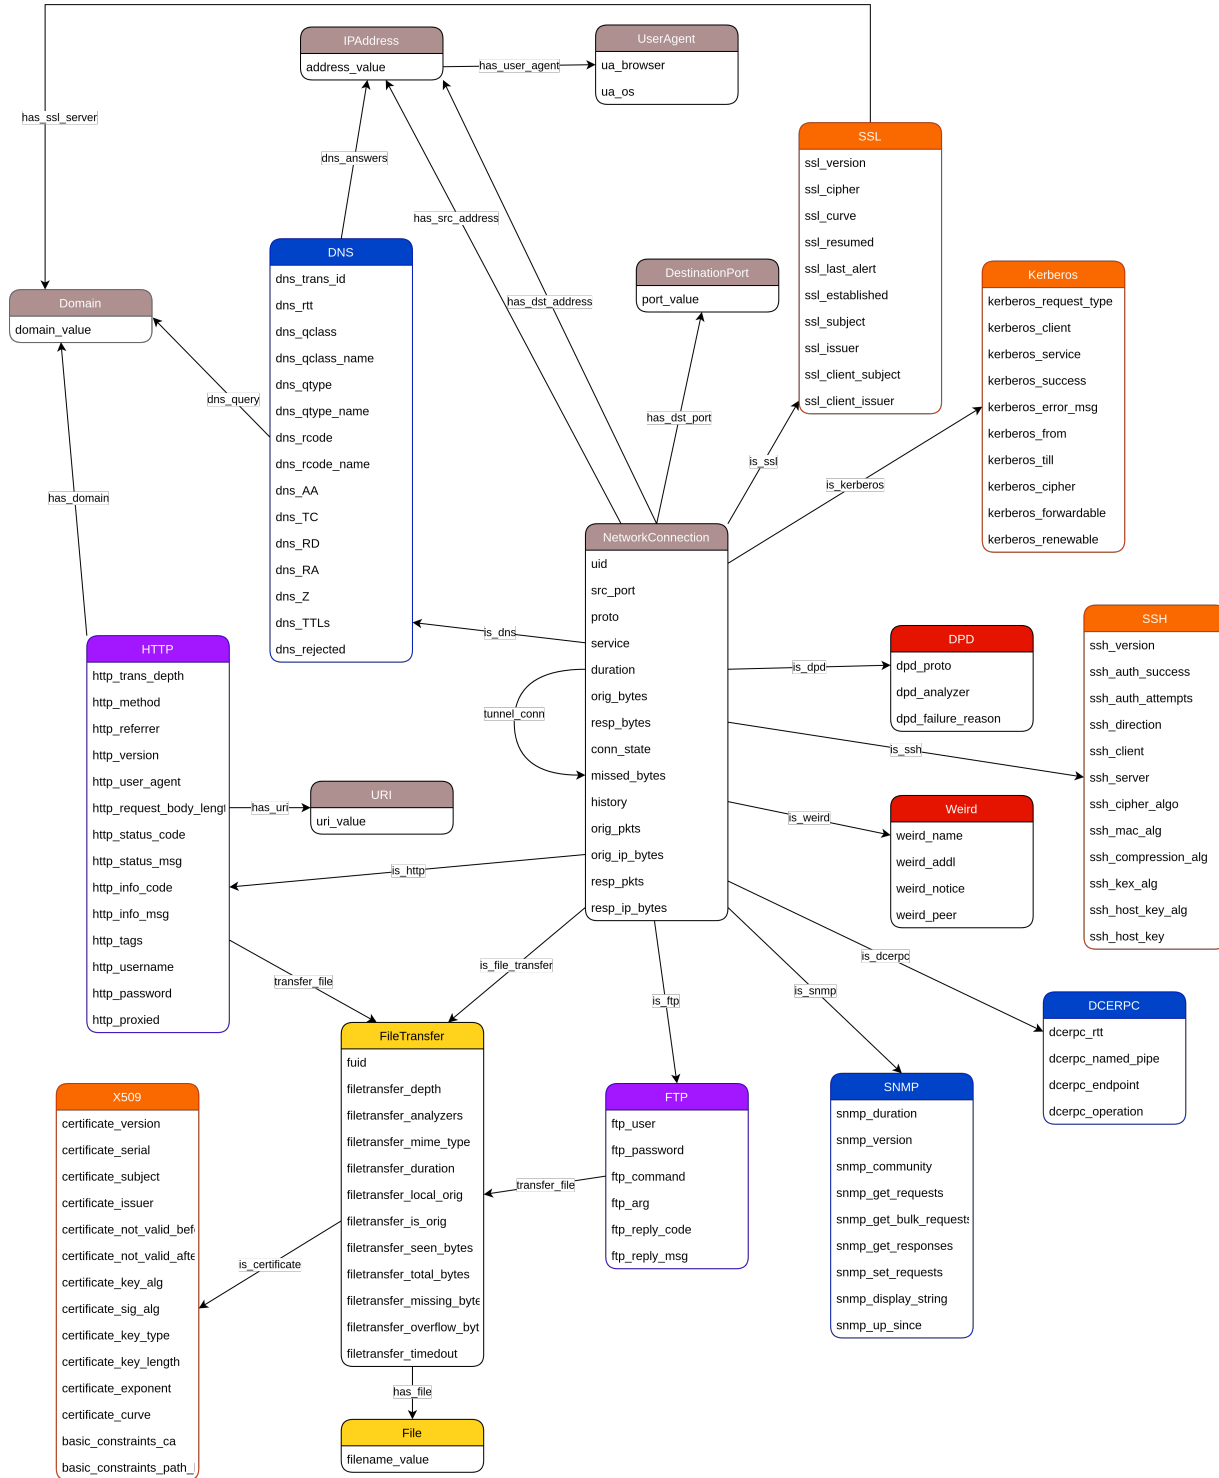 IPAddress
address_value
has_user_agent
UserAgent
ua_browser
ua_os
has_ssl_server
dns_answers
has_src_address
has_dst_address
SSL
ssl_version
ssl_cipher
ssl_curve
ssl_resumed
ssl_last_alert
ssl_established
ssl_subject
ssl_issuer
ssl_client_subject
ssl_client_issuer
DNS
dns_trans_id
dns_rtt
dns_qclass
dns_qclass_name
dns_qtype
dns_qtype_name
dns_rcode
dns_rcode_name
dns_AA
dns_TC
dns_RD
dns_RA
dns_Z
dns_TTLs
dns_rejected
DestinationPort
port_value
Kerberos
kerberos_request_type
kerberos_client
kerberos_service
kerberos_success
kerberos_error_msg
kerberos_from
kerberos_till
kerberos_cipher
kerberos_forwardable
kerberos_renewable
Domain
domain_value
dns_query
has_dst_port
is_ssl
is_kerberos
has_domain
NetworkConnection
uid
src_port
proto
service
duration
orig_bytes
resp_bytes
conn_state
missed_bytes
history
orig_pkts
orig_ip_bytes
resp_pkts
resp_ip_bytes
is_dns
tunnel_conn
is_dpd
DPD
dpd_proto
dpd_analyzer
dpd_failure_reason
SSH
ssh_version
ssh_auth_success
ssh_auth_attempts
ssh_direction
ssh_client
ssh_server
ssh_cipher_algo
ssh_mac_alg
ssh_compression_alg
ssh_kex_alg
ssh_host_key_alg
ssh_host_key
is_ssh
HTTP
http_trans_depth
http_method
http_referrer
http_version
http_user_agent
http_request_body_lengt
http_status_code
http_status_msg
http_info_code
http_info_msg
http_tags
http_username
http_password
http_proxied
has_uri
URI
uri_value
is_weird
Weird
weird_name
weird_addl
weird_notice
weird_peer
is_http
is_file_transfer
is_dcerpc
transfer_file
is_ftp
is_snmp
DCERPC
dcerpc_rtt
dcerpc_named_pipe
dcerpc_endpoint
dcerpc_operation
FileTransfer
fuid
filetransfer_depth
filetransfer_analyzers
filetransfer_mime_type
filetransfer_duration
filetransfer_local_orig
filetransfer_is_orig
filetransfer_seen_bytes
filetransfer_total_bytes
filetransfer_missing_byte
filetransfer_overflow_byt
filetransfer_timedout
X509
certificate_version
certificate_serial
certificate_subject
certificate_issuer
certificate_not_valid_bef
certificate_not_valid_afte
certificate_key_alg
certificate_sig_alg
certificate_key_type
certificate_key_length
certificate_exponent
certificate_curve
basic_constraints_ca
basic_constraints_path_
FTP
ftp_user
ftp_password
ftp_command
ftp_arg
ftp_reply_code
ftp_reply_msg
transfer_file
SNMP
snmp_duration
snmp_version
snmp_community
snmp_get_requests
snmp_get_bulk_requests
snmp_get_responses
snmp_set_requests
snmp_display_string
snmp_up_since
is_certificate
has_file
File
filename_value